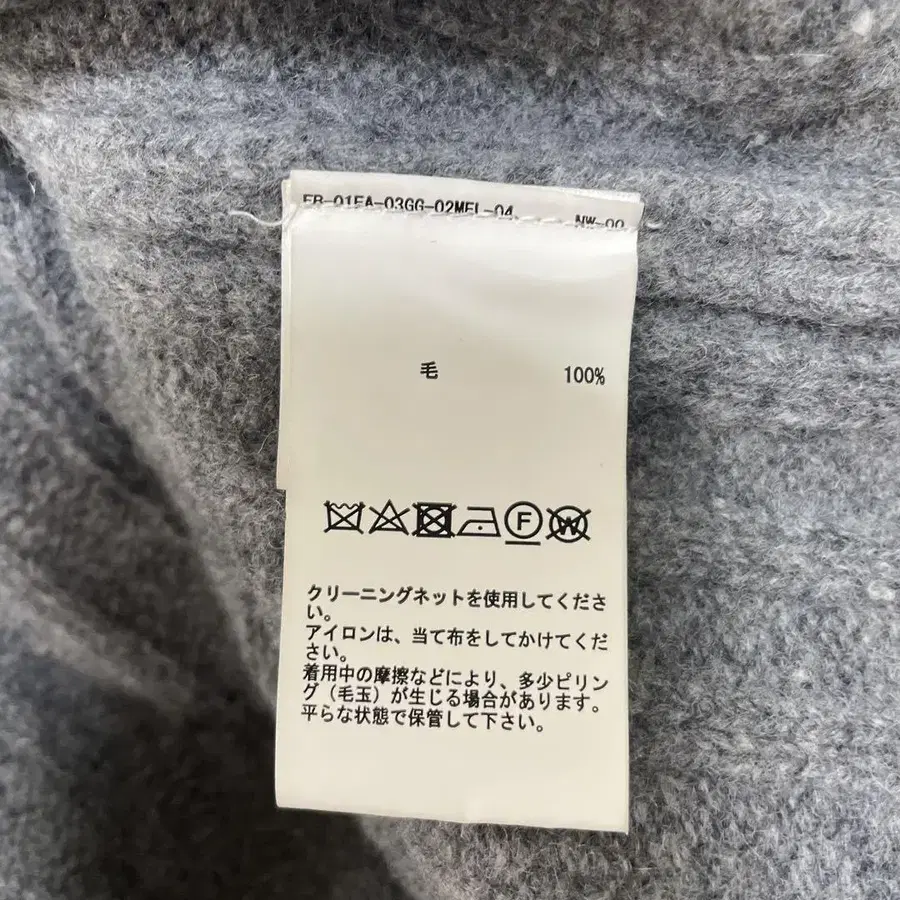 FB-01FA-03GG-02MFL-04 NW-00
毛 100%
F W
クリーニングネットを使用してくださ
い。
アイロンは、当て布をしてかけてくだ
さい。
着用中の摩擦などにより、多少ピリン
グ（毛玉）が生じる場合があります。
平らな状態で保管して下さい。